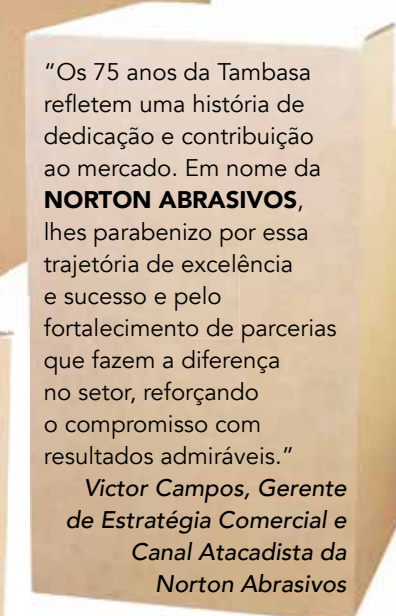 “Os 75 anos da Tambasa
refletem uma história de
dedicação e contribuição
ao mercado. Em nome da
NORTON ABRASIVOS,
lhes parabenizo por essa
trajetória de excelência
e sucesso e pelo
fortalecimento de parcerias
que fazem a diferença
no setor, reforçando
o compromisso com
resultados admiráveis.”
Victor Campos, Gerente
de Estratégia Comercial e
Canal Atacadista da
Norton Abrasivos